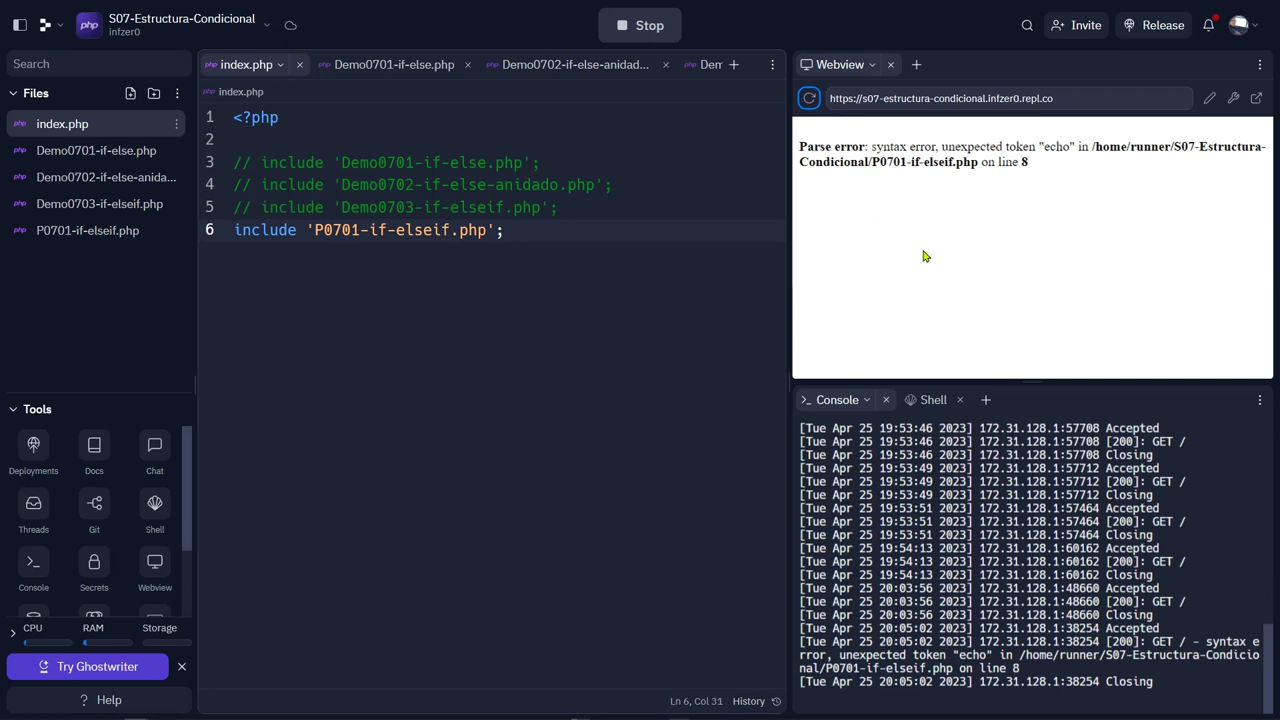 php
S07-Estructura-Condicional
infzer0
Stop
Invite
Release
Search
Files
php index.php
php Demo0701-if-else.php
php Demo0702-if-else-anida...
php Demo0703-if-elseif.php
php P0701-if-elseif.php
Tools
Deployments
Docs
Chat
Threads
Git
Shell
Console
Secrets
Webview
CPU
RAM
Storage
Try Ghostwriter
? Help
php index.php
php Demo0701-if-else.php
php Demo0702-if-else-anidad...
php Dem
php index.php
1 <?php
2
3 // include 'Demo0701-if-else.php';
4 // include 'Demo0702-if-else-anidado.php';
5 // include 'Demo0703-if-elseif.php';
6 include 'P0701-if-elseif.php';
Ln 6, Col 31
History
Webview
https://s07-estructura-condicional.infzer0.repl.co
Parse error: syntax error, unexpected token "echo" in /home/runner/S07-Estructura-
Condicional/P0701-if-elseif.php on line 8
Console
Shell
[Tue Apr 25 19:53:46 2023] 172.31.128.1:57708 Accepted
[Tue Apr 25 19:53:46 2023] 172.31.128.1:57708 [200]: GET /
[Tue Apr 25 19:53:46 2023] 172.31.128.1:57708 Closing
[Tue Apr 25 19:53:49 2023] 172.31.128.1:57712 Accepted
[Tue Apr 25 19:53:49 2023] 172.31.128.1:57712 [200]: GET /
[Tue Apr 25 19:53:49 2023] 172.31.128.1:57712 Closing
[Tue Apr 25 19:53:51 2023] 172.31.128.1:57464 Accepted
[Tue Apr 25 19:53:51 2023] 172.31.128.1:57464 [200]: GET /
[Tue Apr 25 19:53:51 2023] 172.31.128.1:57464 Closing
[Tue Apr 25 19:54:13 2023] 172.31.128.1:60162 Accepted
[Tue Apr 25 19:54:13 2023] 172.31.128.1:60162 [200]: GET /
[Tue Apr 25 19:54:13 2023] 172.31.128.1:60162 Closing
[Tue Apr 25 20:03:56 2023] 172.31.128.1:48660 Accepted
[Tue Apr 25 20:03:56 2023] 172.31.128.1:48660 [200]: GET /
[Tue Apr 25 20:03:56 2023] 172.31.128.1:48660 Closing
[Tue Apr 25 20:05:02 2023] 172.31.128.1:38254 Accepted
[Tue Apr 25 20:05:02 2023] 172.31.128.1:38254 [200]: GET / - syntax e
rror, unexpected token "echo" in /home/runner/S07-Estructura-Condicio
nal/P0701-if-elseif.php on line 8
[Tue Apr 25 20:05:02 2023] 172.31.128.1:38254 Closing